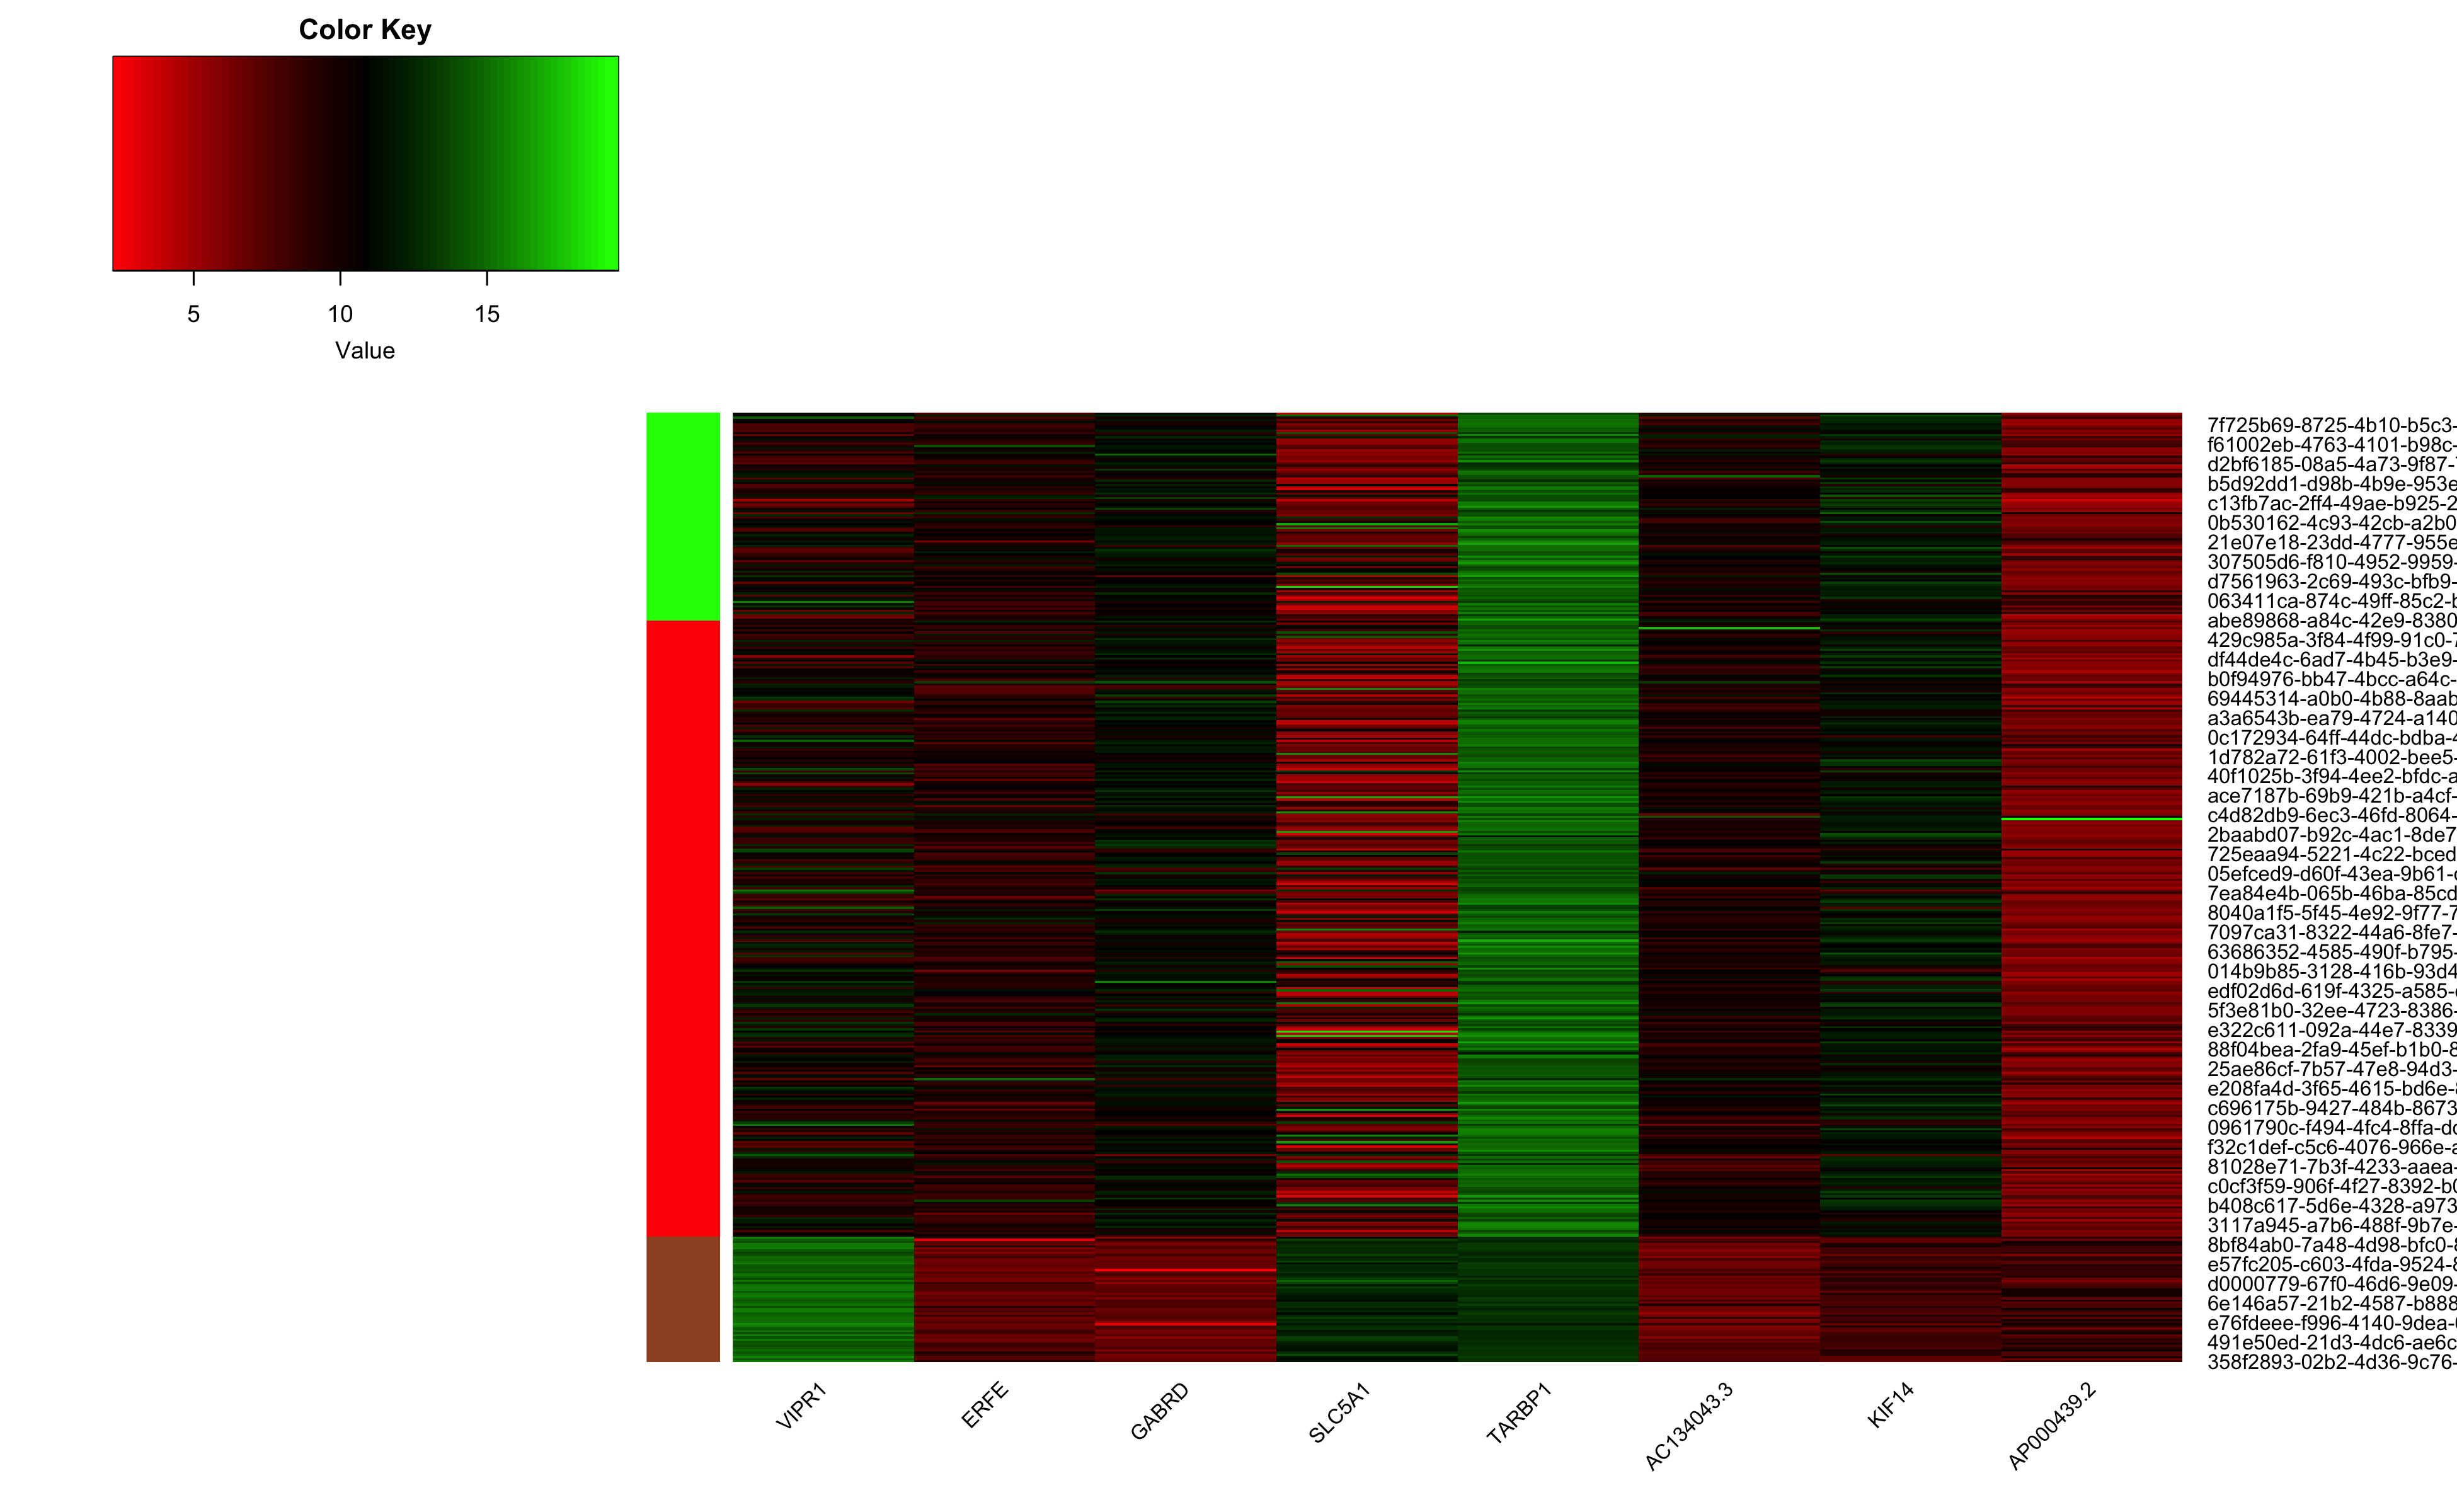 Color Key
5 10 15
Value
7f725b69-8725-4b10-b5c3-
f61002eb-4763-4101-b98c-
d2bf6185-08a5-4a73-9f87-
b5d92dd1-d98b-4b9e-953e
c13fb7ac-2ff4-49ae-b925-2
0b530162-4c93-42cb-a2b0
21e07e18-23dd-4777-955e
307505d6-f810-4952-9959-
d7561963-2c69-493c-bfb9-
063411ca-874c-49ff-85c2-b
abe89868-a84c-42e9-8380
429c985a-3f84-4f99-91c0-7
df44de4c-6ad7-4b45-b3e9-
b0f94976-bb47-4bcc-a64c-
69445314-a0b0-4b88-8aab
a3a6543b-ea79-4724-a140
0c172934-64ff-44dc-bdba-4
1d782a72-61f3-4002-bee5-
40f1025b-3f94-4ee2-bfdc-a
ace7187b-69b9-421b-a4cf-
c4d82db9-6ec3-46fd-8064-
2baabd07-b92c-4ac1-8de7
725eaa94-5221-4c22-bced
05efced9-d60f-43ea-9b61-
7ea84e4b-065b-46ba-85cd
8040a1f5-5f45-4e92-9f77-7
7097ca31-8322-44a6-8fe7-
63686352-4585-490f-b795-
014b9b85-3128-416b-93d4
edf02d6d-619f-4325-a585-
5f3e81b0-32ee-4723-8386-
e322c611-092a-44e7-8339
88f04bea-2fa9-45ef-b1b0-8
25ae86cf-7b57-47e8-94d3-
e208fa4d-3f65-4615-bd6e-
c696175b-9427-484b-8673
0961790c-f494-4fc4-8ffa-dc
f32c1def-c5c6-4076-966e-a
81028e71-7b3f-4233-aaea-
c0cf3f59-906f-4f27-8392-b0
b408c617-5d6e-4328-a973
3117a945-a7b6-488f-9b7e-
8bf84ab0-7a48-4d98-bfc0-8
e57fc205-c603-4fda-9524-8
d0000779-67f0-46d6-9e09-
6e146a57-21b2-4587-b888
e76fdeee-f996-4140-9dea-
491e50ed-21d3-4dc6-ae6c
358f2893-02b2-4d36-9c76-
VIPR1 ERFE GABRD SLC5A1 TARBP1 AC134043.3 KIF14 AP000439.2